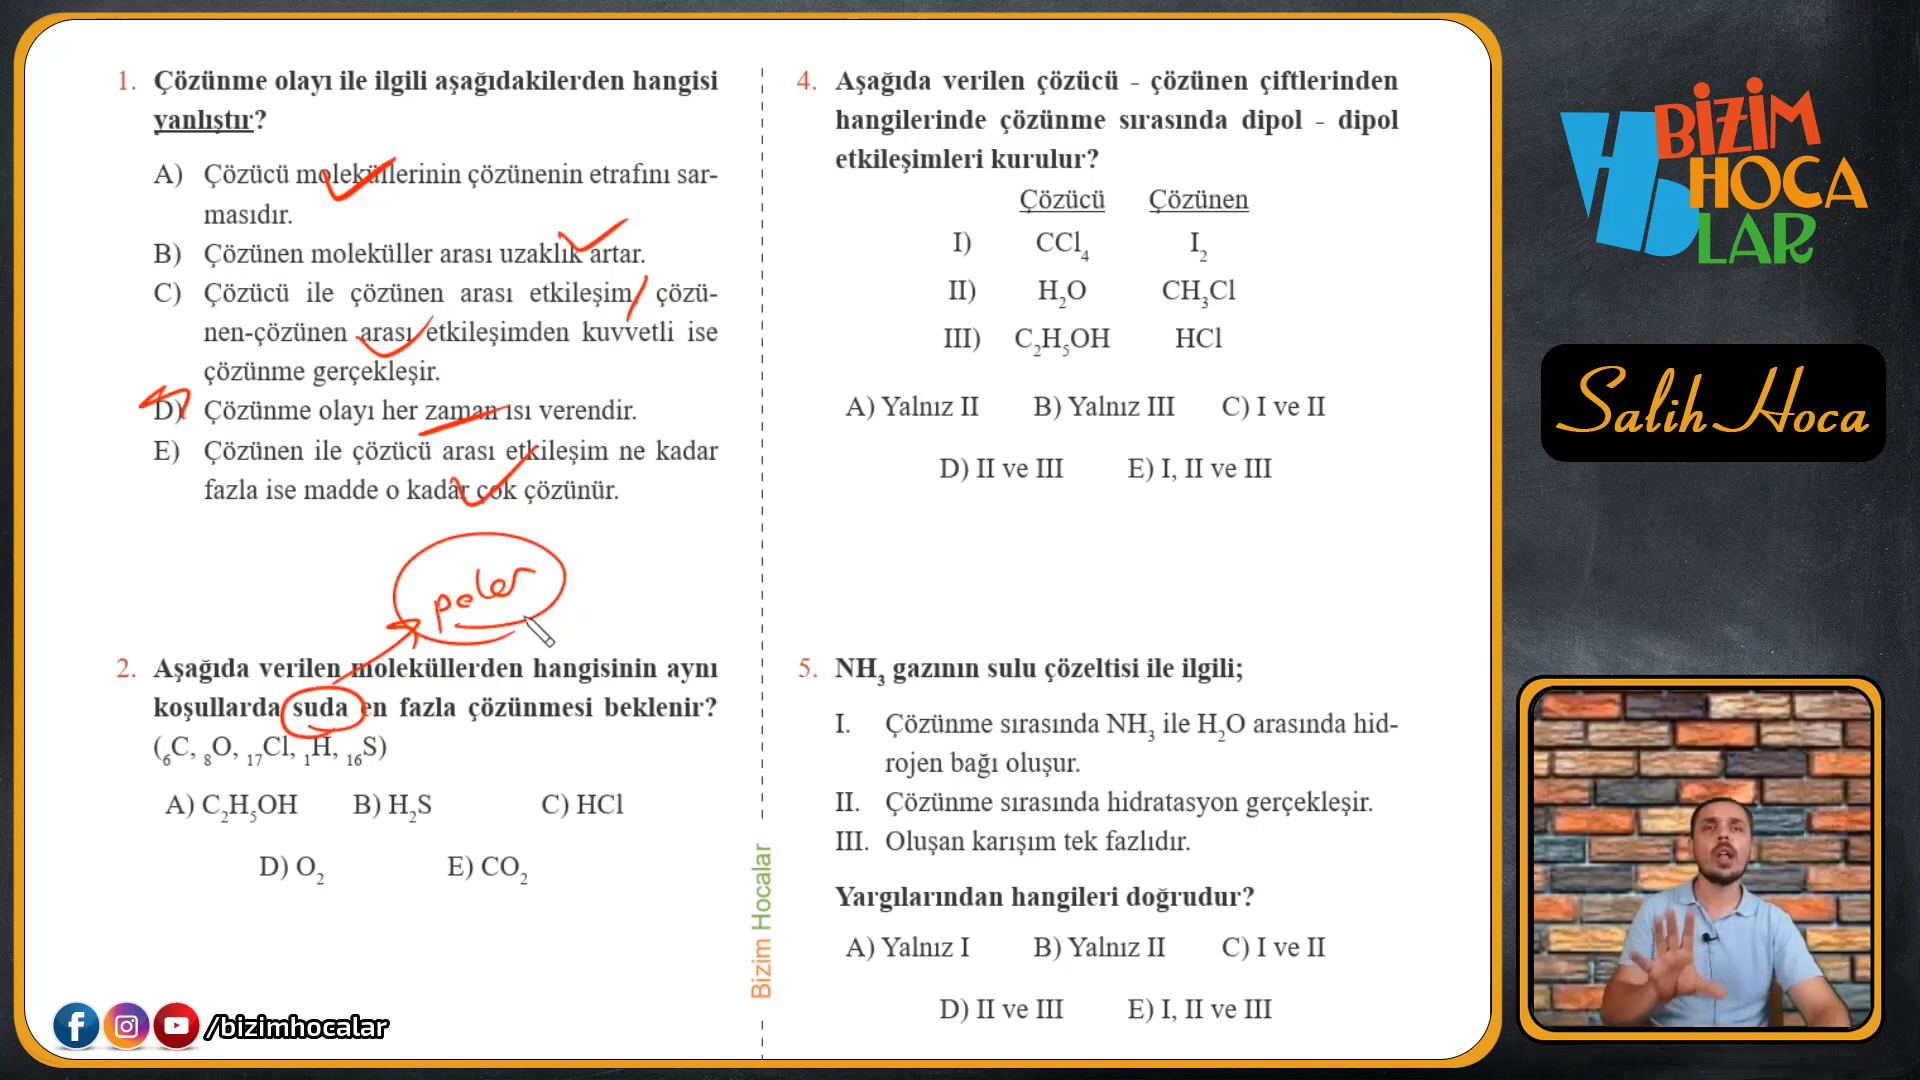 1. Çözünme olayı ile ilgili aşağıdakilerden hangisi
yanlıştır?
A) Çözücü moleküllerinin çözünenin etrafını sar-
masıdır.
B) Çözünen moleküller arası uzaklık artar.
C) Çözücü ile çözünen arası etkileşim, çözü-
nen-çözünen arası etkileşimden kuvvetli ise
çözünme gerçekleşir.
D) Çözünme olayı her zaman ısı verendir.
E) Çözünen ile çözücü arası etkileşim ne kadar
fazla ise madde o kadar çok çözünür.
polar
2. Aşağıda verilen moleküllerden hangisinin aynı
koşullarda suda en fazla çözünmesi beklenir?
(₆C, ₈O, ₁₇Cl, ₁H, ₁₆S)
A) C₂H₅OH B) H₂S C) HCl
D) O₂ E) CO₂
Bizim Hocalar
/bizimhocalar
4. Aşağıda verilen çözücü - çözünen çiftlerinden
hangilerinde çözünme sırasında dipol - dipol
etkileşimleri kurulur?
Çözücü Çözünen
I) CCl₄ I₂
II) H₂O CH₃Cl
III) C₂H₅OH HCl
A) Yalnız II B) Yalnız III C) I ve II
D) II ve III E) I, II ve III
5. NH₃ gazının sulu çözeltisi ile ilgili;
I. Çözünme sırasında NH₃ ile H₂O arasında hid-
rojen bağı oluşur.
II. Çözünme sırasında hidratasyon gerçekleşir.
III. Oluşan karışım tek fazlıdır.
Yargılarından hangileri doğrudur?
A) Yalnız I B) Yalnız II C) I ve II
D) II ve III E) I, II ve III
BİZİM
HOCA
LAR
Salih Hoca